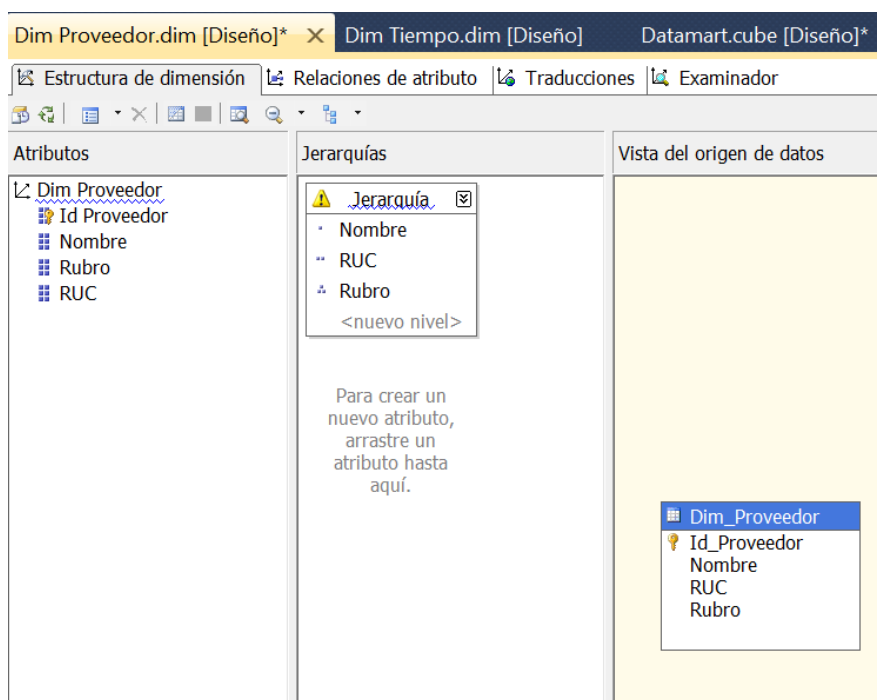 Dim Proveedor.dim [Diseño]* Dim Tiempo.dim [Diseño] Datamart.cube [Diseño]*
Estructura de dimensión Relaciones de atributo Traducciones Examinador
Atributos
Dim Proveedor
Id Proveedor
Nombre
Rubro
RUC
Jerarquías
Jerarquía
Nombre
RUC
Rubro
<nuevo nivel>
Para crear un
nuevo atributo,
arrastre un
atributo hasta
aquí.
Vista del origen de datos
Dim_Proveedor
Id_Proveedor
Nombre
RUC
Rubro